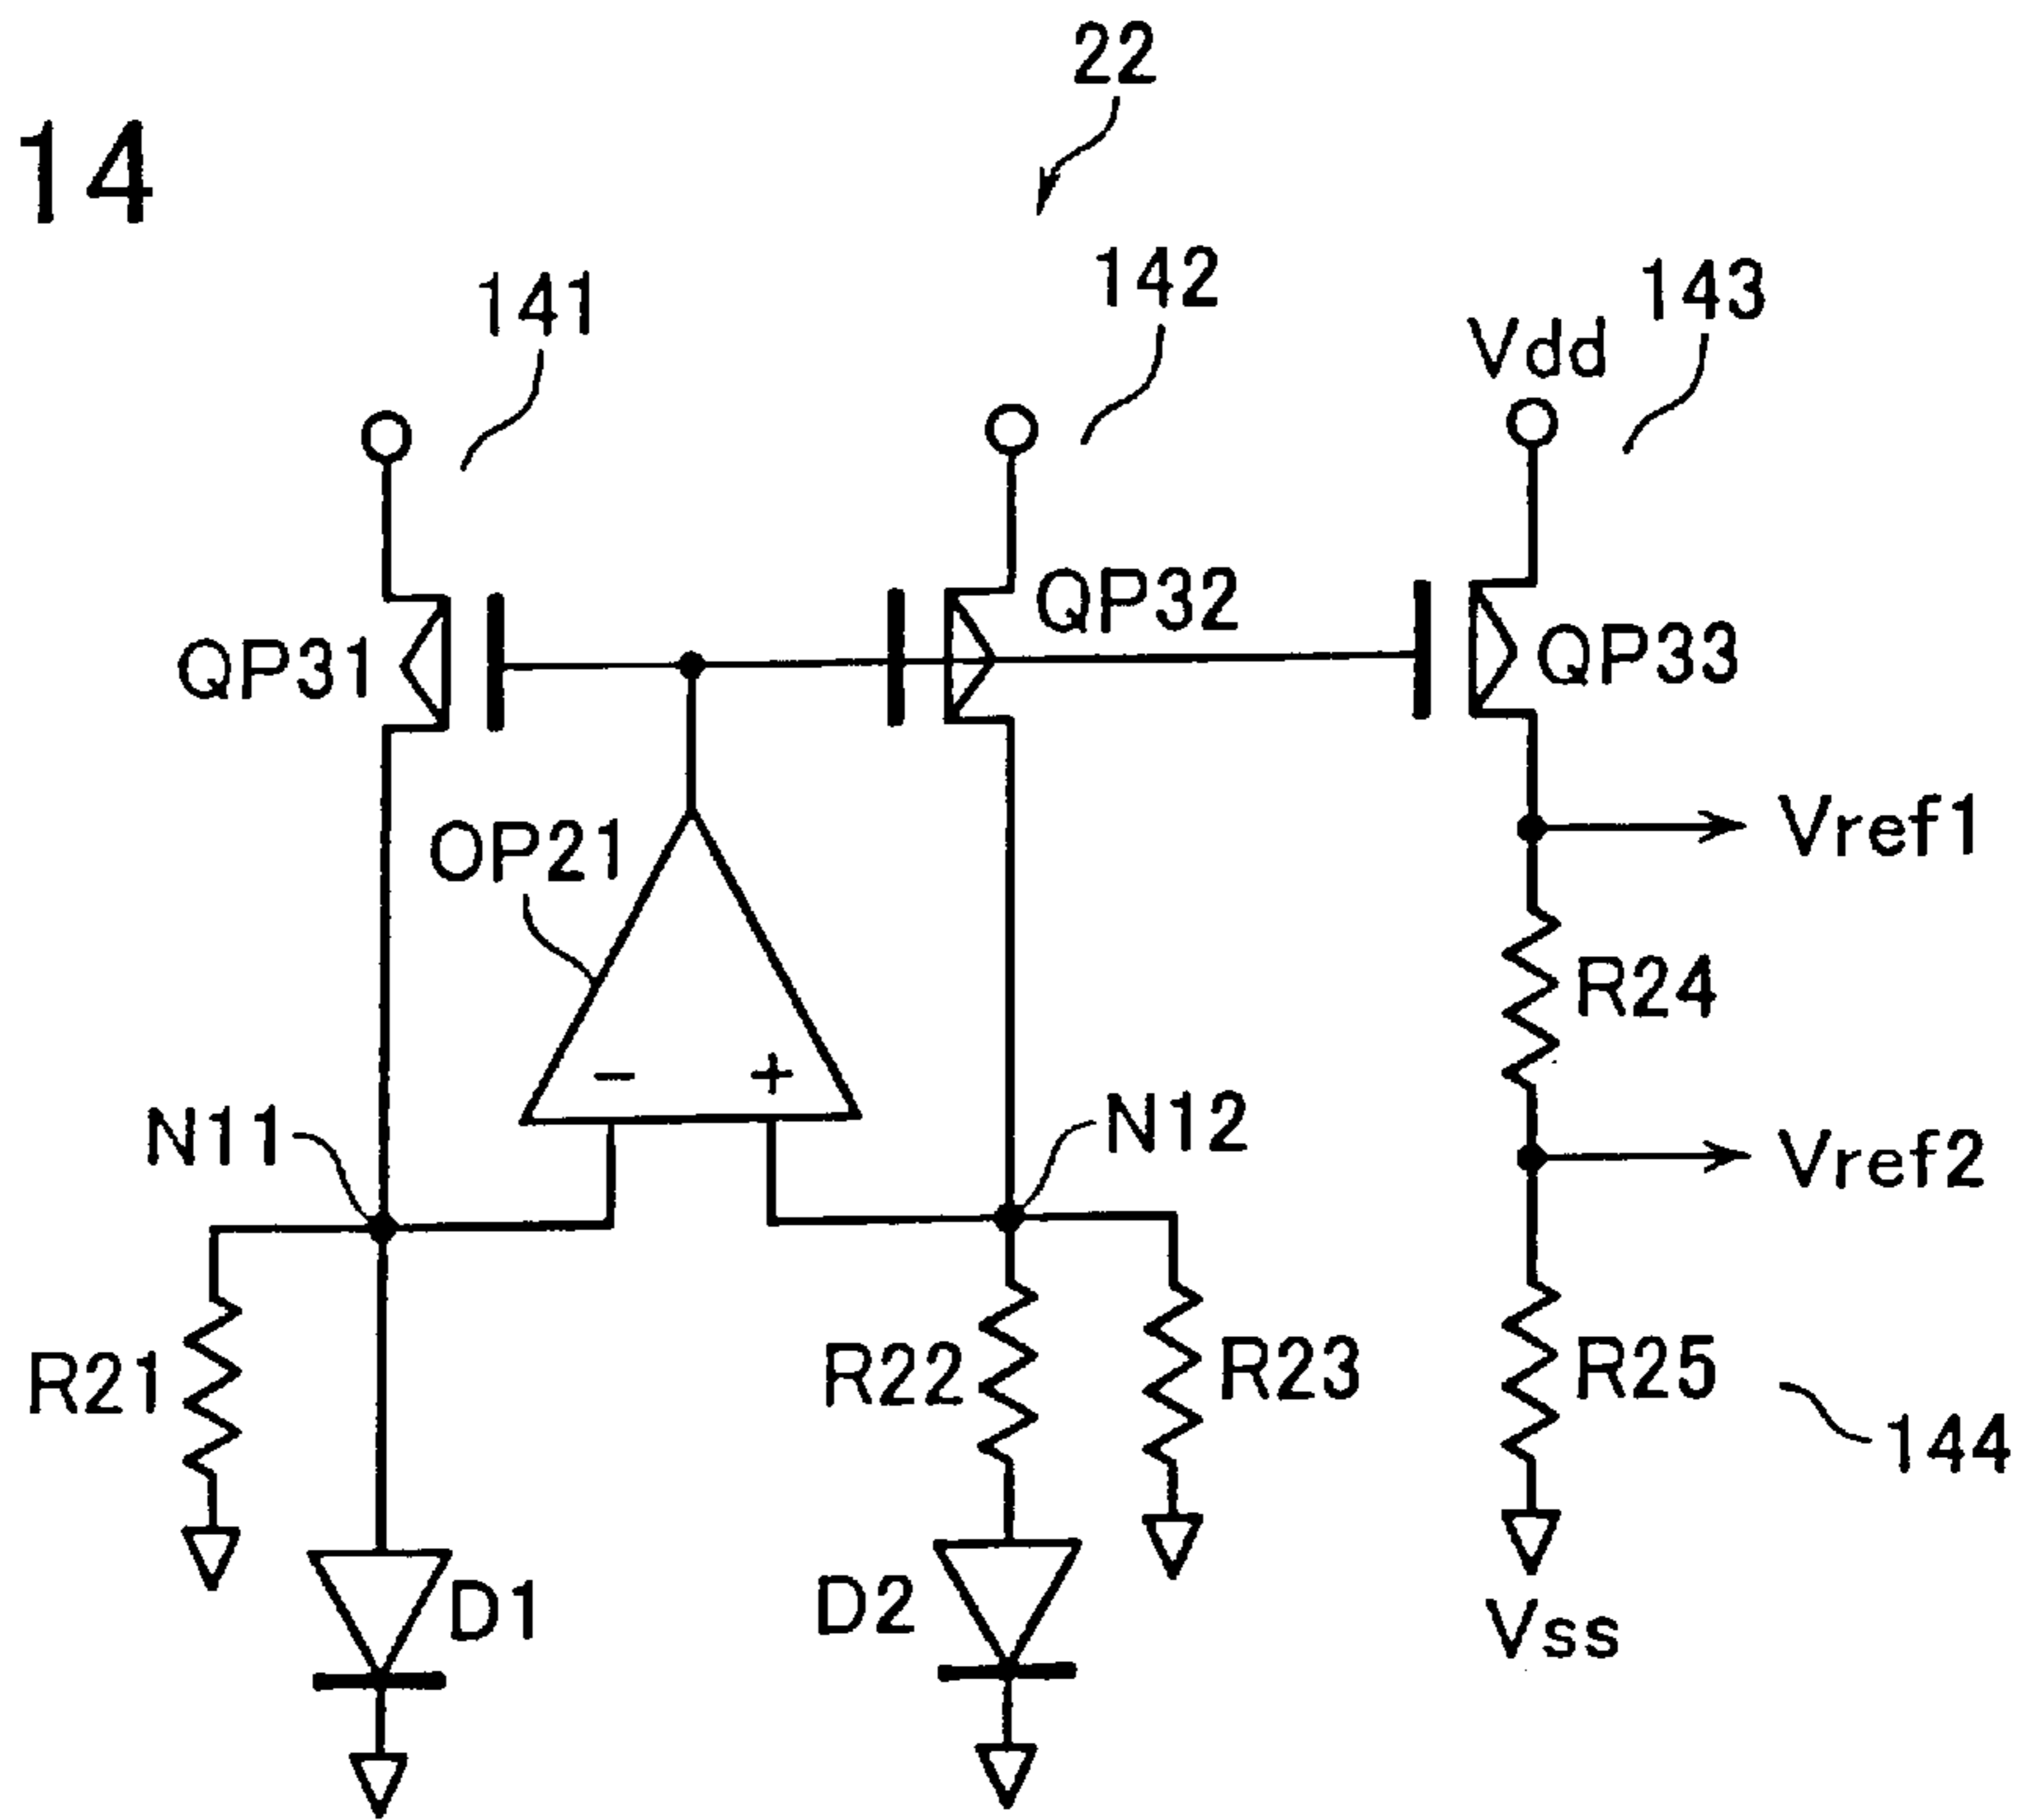 22
14
141
142
143
Vdd
QP31
QP32
QP33
OP21
Vref1
R24
−
+
N11
N12
Vref2
R21
R22
R23
R25
144
D1
D2
Vss